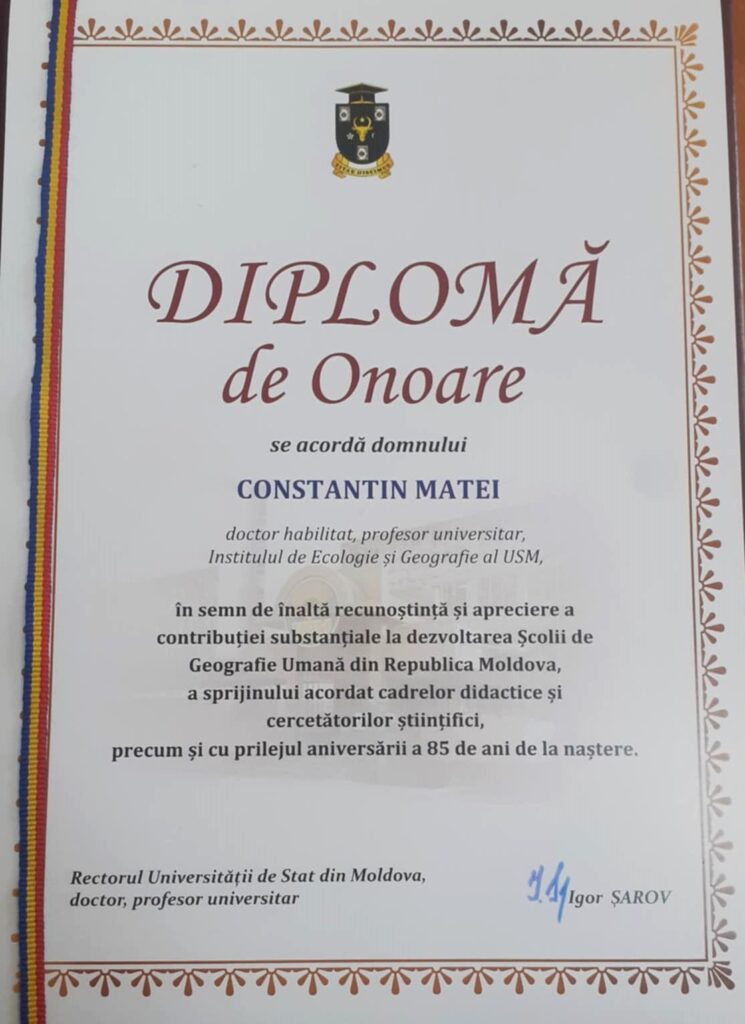 DIPLOMĂ
de Onoare
se acordă domnului
CONSTANTIN MATEI
doctor habilitat, profesor universitar,
Institulul de Ecologie și Geografie al USM,
în semn de înaltă recunoștință și apreciere a
contribuției substanțiale la dezvoltarea Școlii de
Geografie Umană din Republica Moldova,
a sprijinului acordat cadrelor didactice și
cercetătorilor științifici,
precum și cu prilejul aniversării a 85 de ani de la naștere.
Rectorul Universității de Stat din Moldova,
doctor, profesor universitar
Igor ȘAROV